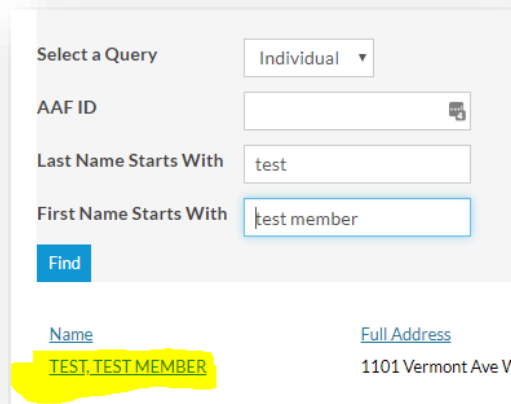 Select a Query Individual
AAF ID
Last Name Starts With test
First Name Starts With test member
Find
Name Full Address
TEST, TEST MEMBER 1101 Vermont Ave W